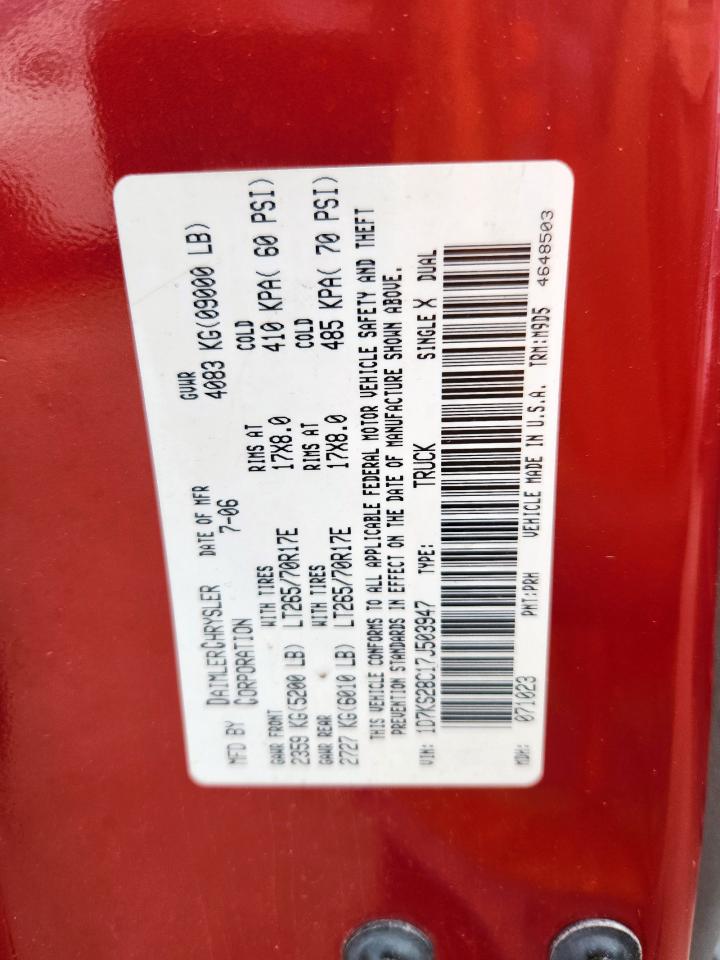 MFD BY DAIMLERCHRYSLER CORPORATION
DATE OF MFR 7-06
GVWR 4083 KG(09000 LB)
GAWR FRONT WITH TIRES RIMS AT COLD
2359 KG(5200 LB) LT265/70R17E 17X8.0 410 KPA( 60 PSI)
GAWR REAR WITH TIRES RIMS AT COLD
2727 KG(6010 LB) LT265/70R17E 17X8.0 485 KPA( 70 PSI)
THIS VEHICLE CONFORMS TO ALL APPLICABLE FEDERAL MOTOR VEHICLE SAFETY AND THEFT
PREVENTION STANDARDS IN EFFECT ON THE DATE OF MANUFACTURE SHOWN ABOVE.
VIN: 1D7KS28C17J503947 TYPE: TRUCK SINGLE X DUAL
MDH: 071023 PNT:PRH VEHICLE MADE IN U.S.A. TRM:M9D5 4648503